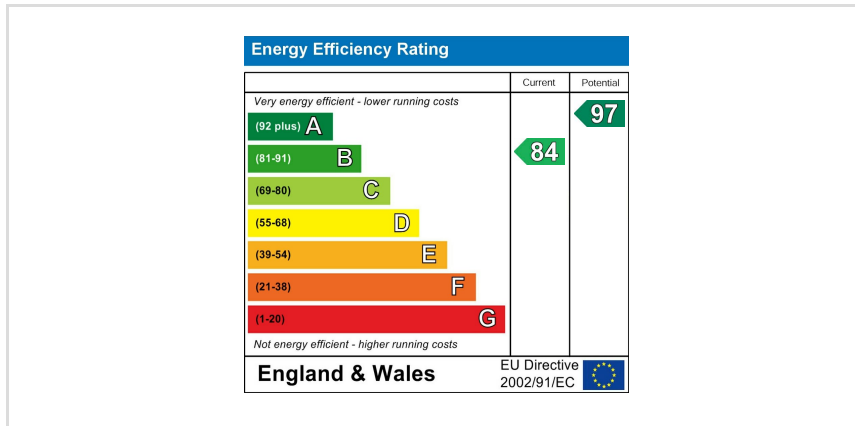 Energy Efficiency Rating
Current Potential
Very energy efficient - lower running costs
(92 plus) A
97
(81-91) B
84
(69-80) C
(55-68) D
(39-54) E
(21-38) F
(1-20) G
Not energy efficient - higher running costs
England & Wales
EU Directive
2002/91/EC